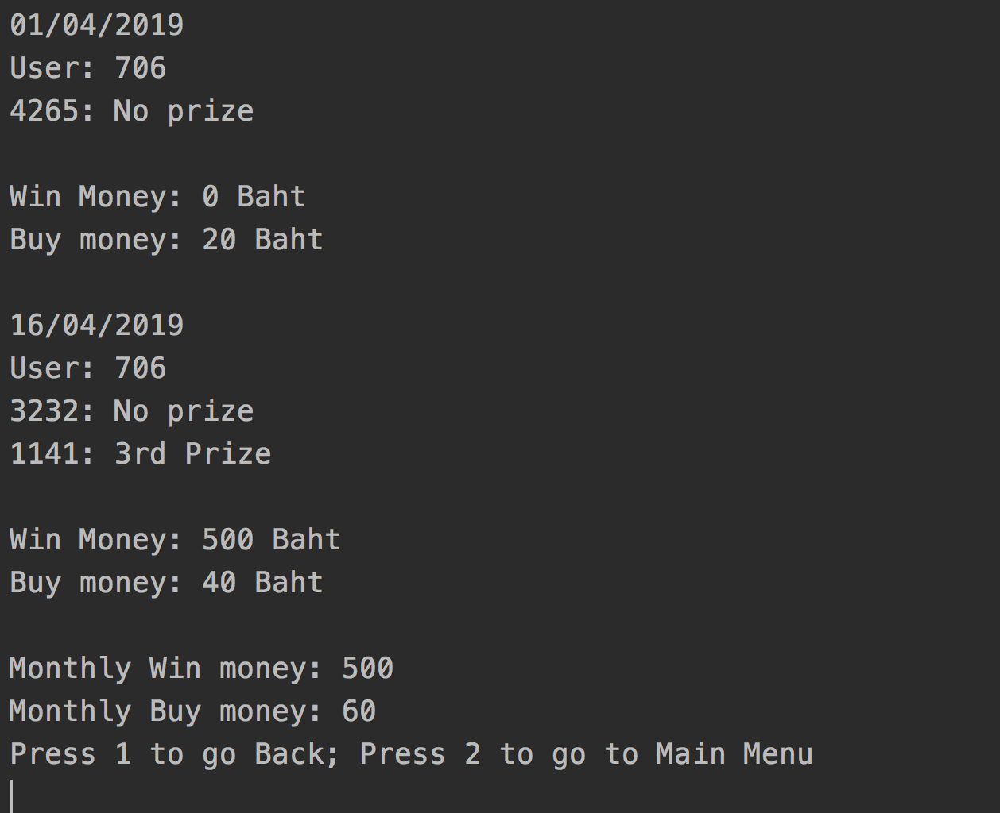 01/04/2019
User: 706
4265: No prize
Win Money: 0 Baht
Buy money: 20 Baht
16/04/2019
User: 706
3232: No prize
1141: 3rd Prize
Win Money: 500 Baht
Buy money: 40 Baht
Monthly Win money: 500
Monthly Buy money: 60
Press 1 to go Back; Press 2 to go to Main Menu